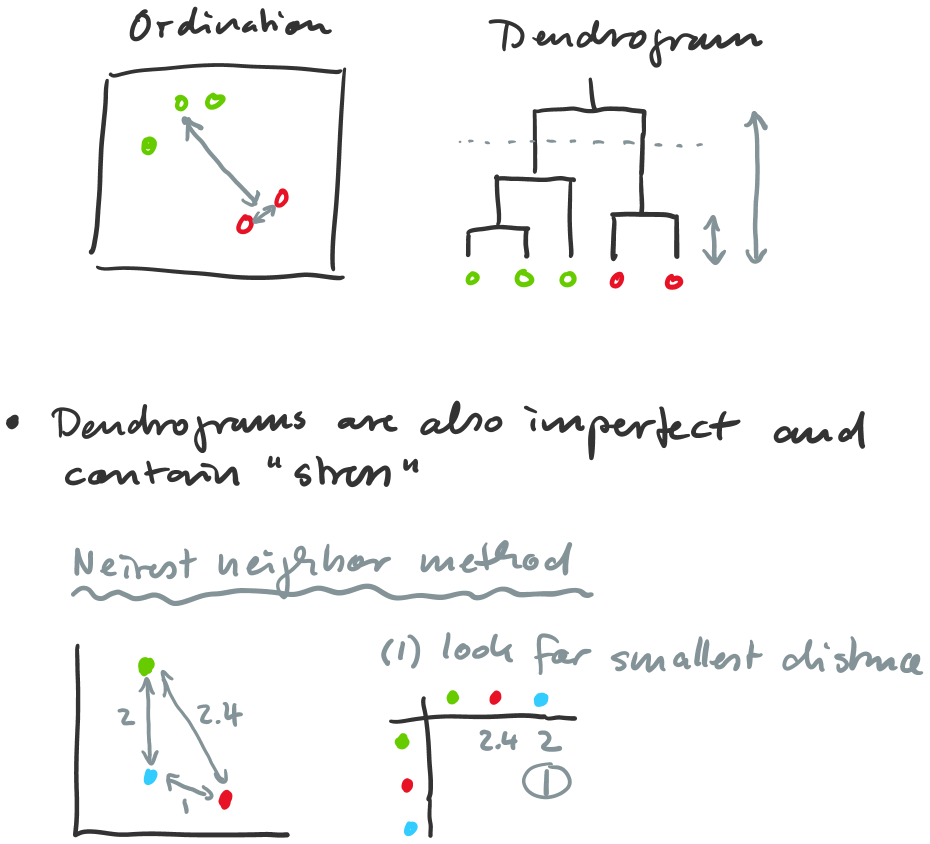 Ordination
Dendrogram
• Dendrograms are also imperfect and
contain "stress"
Neirest neighbor method
(1) look for smallest distance
2
2.4
1
2.4 2
1